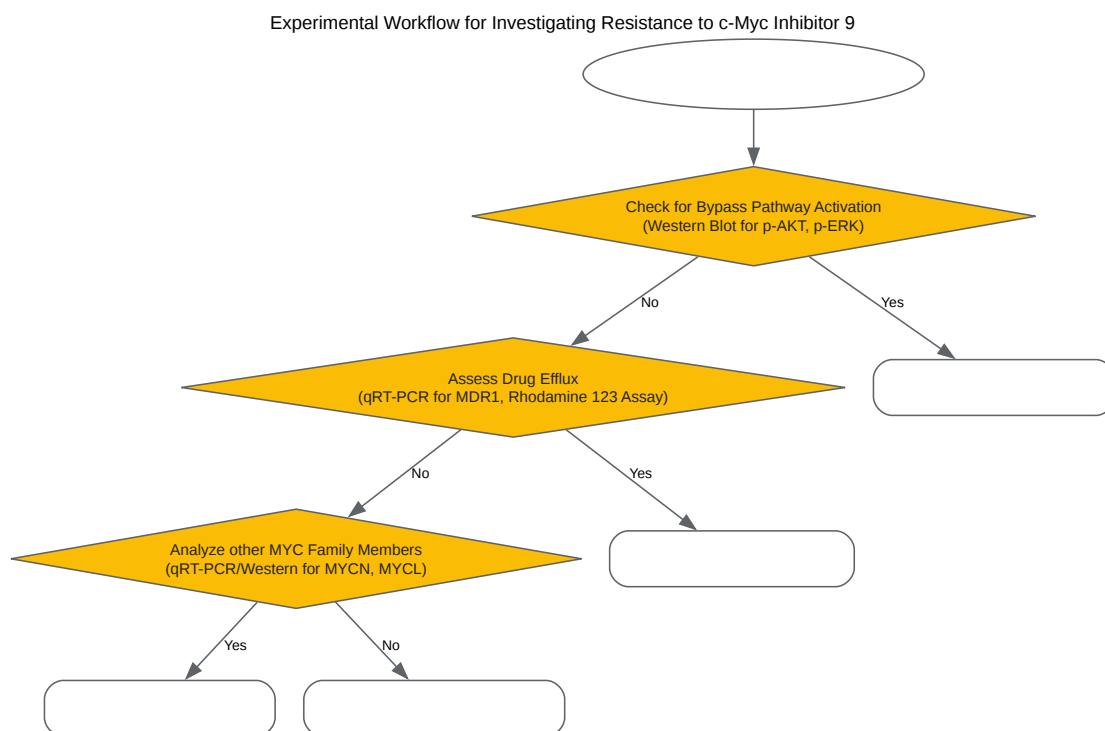 Experimental Workflow for Investigating Resistance to c-Myc Inhibitor 9
Check for Bypass Pathway Activation
(Western Blot for p-AKT, p-ERK)
No
Yes
Assess Drug Efflux
(qRT-PCR for MDR1, Rhodamine 123 Assay)
No
Yes
Analyze other MYC Family Members
(qRT-PCR/Western for MYCN, MYCL)
Yes
No